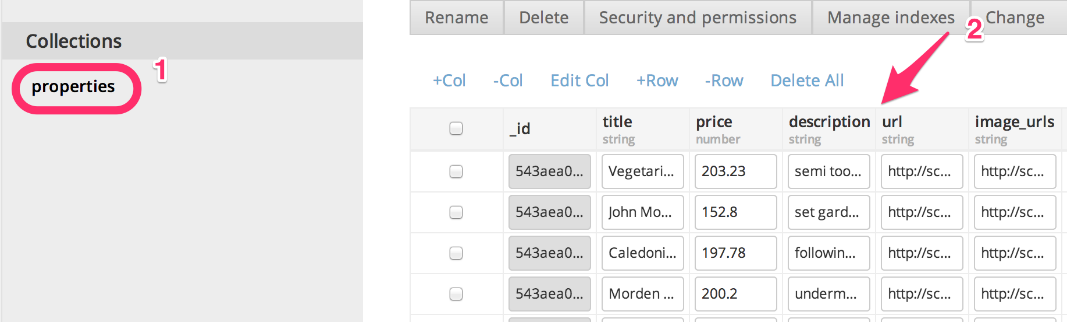 Rename Delete Security and permissions Manage indexes Change
Collections
1
2
properties
+Col -Col Edit Col +Row -Row Delete All
_id title price description url image_urls
string number string string string
543aea0... Vegetari... 203.23 semi too... http://sc... http://sc...
543aea0... John Mo... 152.8 set gard... http://sc... http://sc...
543aea0... Caledoni... 197.78 followin... http://sc... http://sc...
543aea0... Morden ... 200.2 underm... http://sc... http://sc...